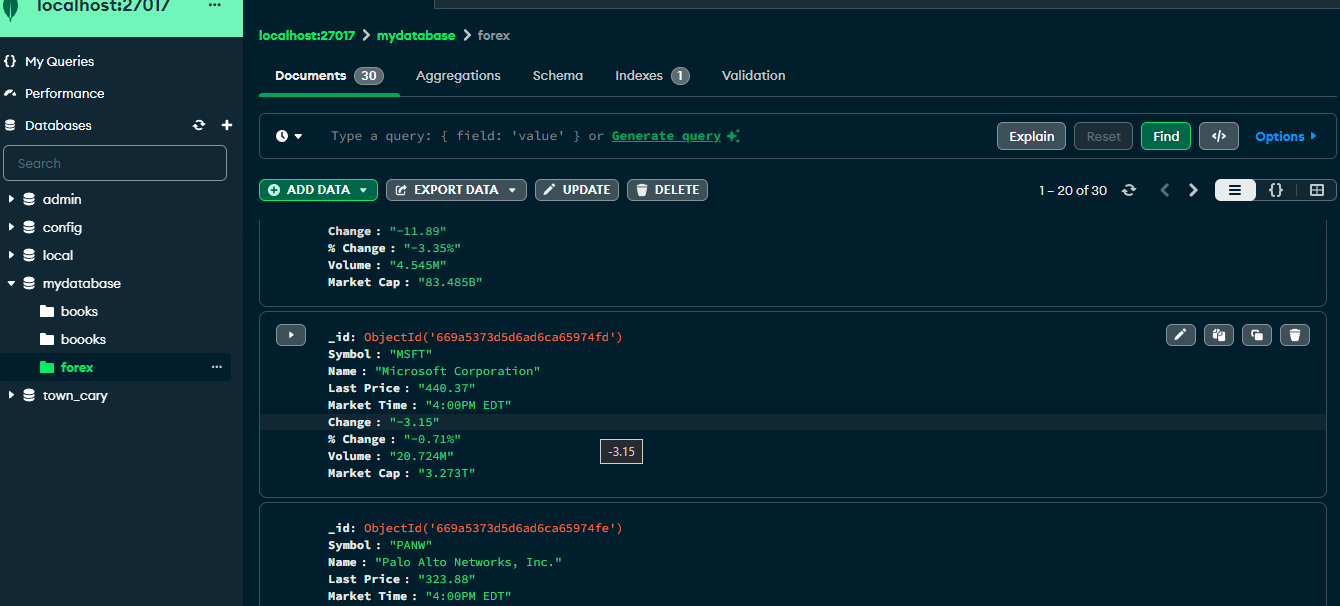 localhost:27017 ...
localhost:27017 > mydatabase > forex
{} My Queries
Performance
Databases
Search
admin
config
local
mydatabase
books
boooks
forex ...
town_cary
Documents 30 Aggregations Schema Indexes 1 Validation
Type a query: { field: 'value' } or Generate query
Explain Reset Find </> Options
ADD DATA EXPORT DATA UPDATE DELETE
1 – 20 of 30 {}
Change : "-11.89"
% Change : "-3.35%"
Volume : "4.545M"
Market Cap : "83.485B"
_id: ObjectId('669a5373d5d6ad6ca65974fd')
Symbol : "MSFT"
Name : "Microsoft Corporation"
Last Price : "440.37"
Market Time : "4:00PM EDT"
Change : "-3.15"
% Change : "-0.71%"
-3.15
Volume : "20.724M"
Market Cap : "3.273T"
_id: ObjectId('669a5373d5d6ad6ca65974fe')
Symbol : "PANW"
Name : "Palo Alto Networks, Inc."
Last Price : "323.88"
Market Time : "4:00PM EDT"